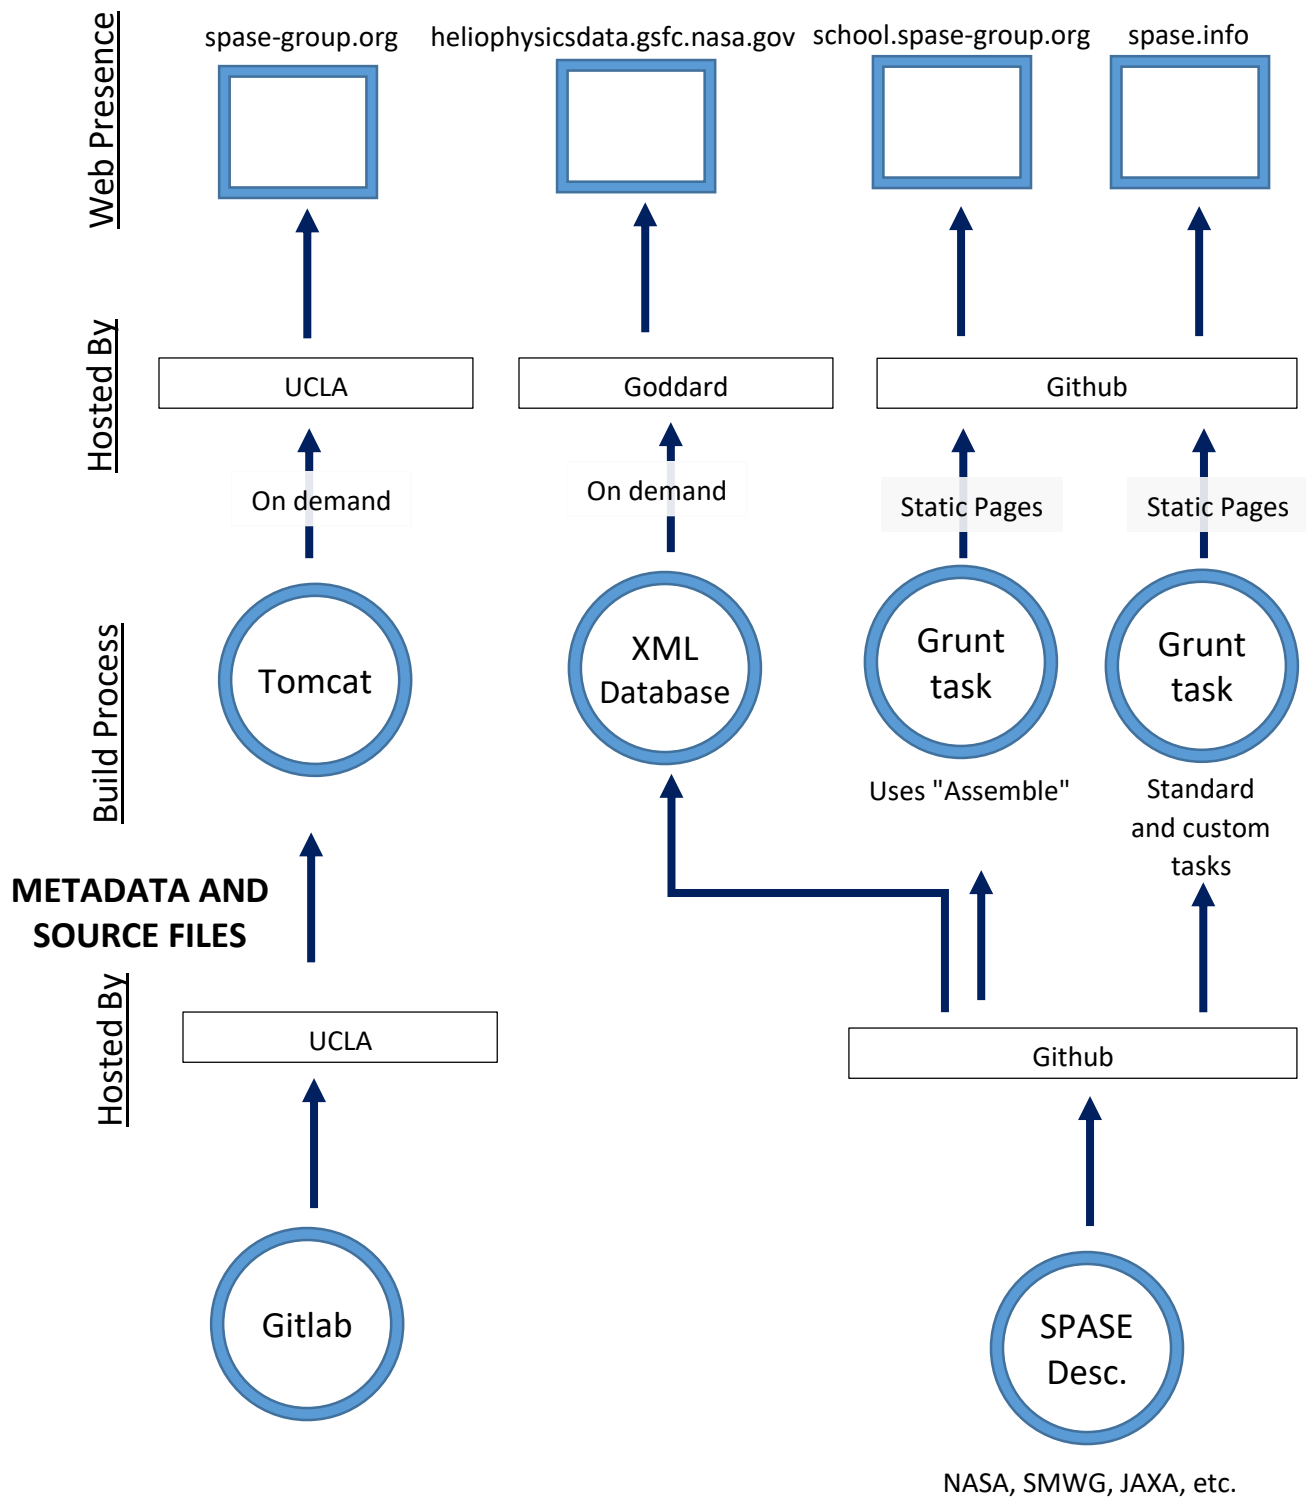 spase-group.org
heliophysicsdata.gsfc.nasa.gov
school.spase-group.org
spase.info
Web Presence
Hosted By
UCLA
Goddard
Github
On demand
On demand
Static Pages
Static Pages
Build Process
Tomcat
XML
Database
Grunt
task
Grunt
task
Uses "Assemble"
Standard
and custom
tasks
METADATA AND
SOURCE FILES
Hosted By
UCLA
Github
Gitlab
SPASE
Desc.
NASA, SMWG, JAXA, etc.